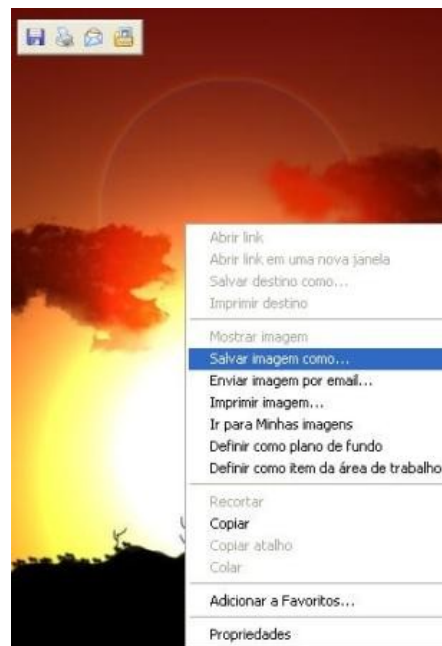 Abrir link
Abrir link em uma nova janela
Salvar destino como...
Imprimir destino
Mostrar imagem
Salvar imagem como...
Enviar imagem por email...
Imprimir imagem...
Ir para Minhas imagens
Definir como plano de fundo
Definir como item da área de trabalho
Recortar
Copiar
Copiar atalho
Colar
Adicionar a Favoritos...
Propriedades